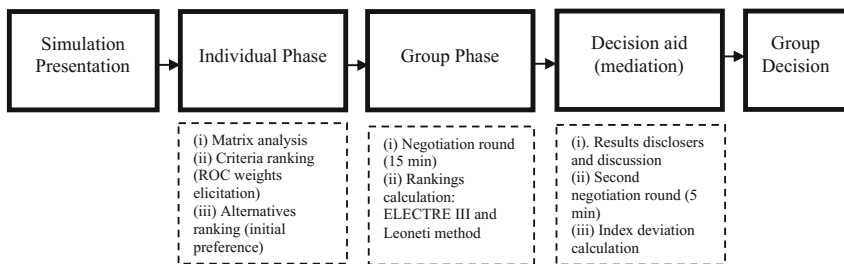 Simulation
Presentation
Individual Phase
Group Phase
Decision aid
(mediation)
Group
Decision
(i) Matrix analysis
(ii) Criteria ranking
(ROC weights
elicitation)
(iii) Alternatives
ranking (initial
preference)
(i) Negotiation round
(15 min)
(ii) Rankings
calculation:
ELECTRE III and
Leoneti method
(i). Results disclosers
and discussion
(ii) Second
negotiation round (5
min)
(iii) Index deviation
calculation